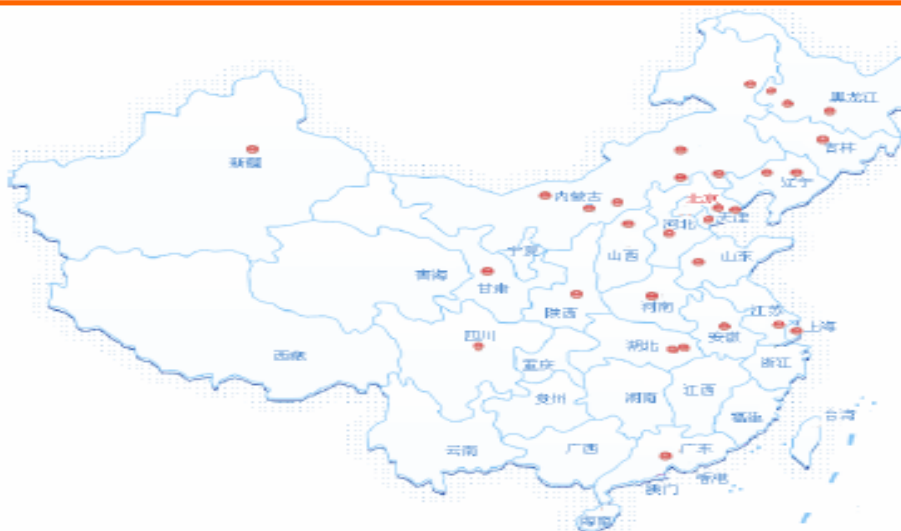 黑龙江
吉林
新疆
辽宁
内蒙古
北京
天津
河北
宁夏
山西
山东
青海
甘肃
陕西
河南
江苏
上海
四川
安徽
湖北
西藏
重庆
浙江
贵州
湖南
江西
福建
台湾
云南
广西
广东
香港
澳门
海南